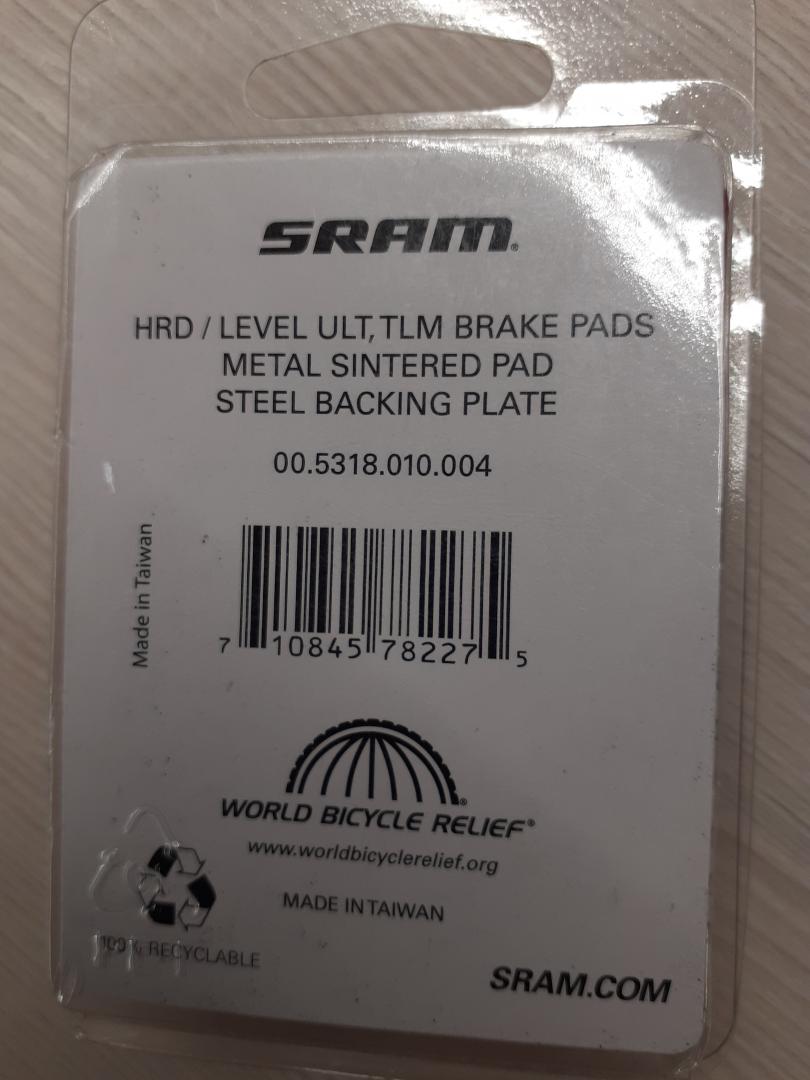 SRAM®
HRD / LEVEL ULT, TLM BRAKE PADS
METAL SINTERED PAD
STEEL BACKING PLATE
00.5318.010.004
Made in Taiwan
7 10845 78227 5
WORLD BICYCLE RELIEF®
www.worldbicyclerelief.org
MADE IN TAIWAN
100% RECYCLABLE
SRAM.COM